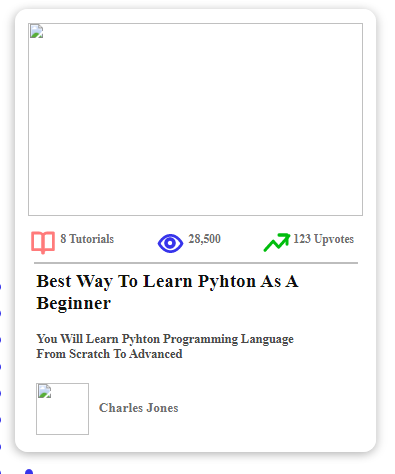 8 Tutorials
28,500
123 Upvotes
Best Way To Learn Pyhton As A
Beginner
You Will Learn Pyhton Programming Language
From Scratch To Advanced
Charles Jones